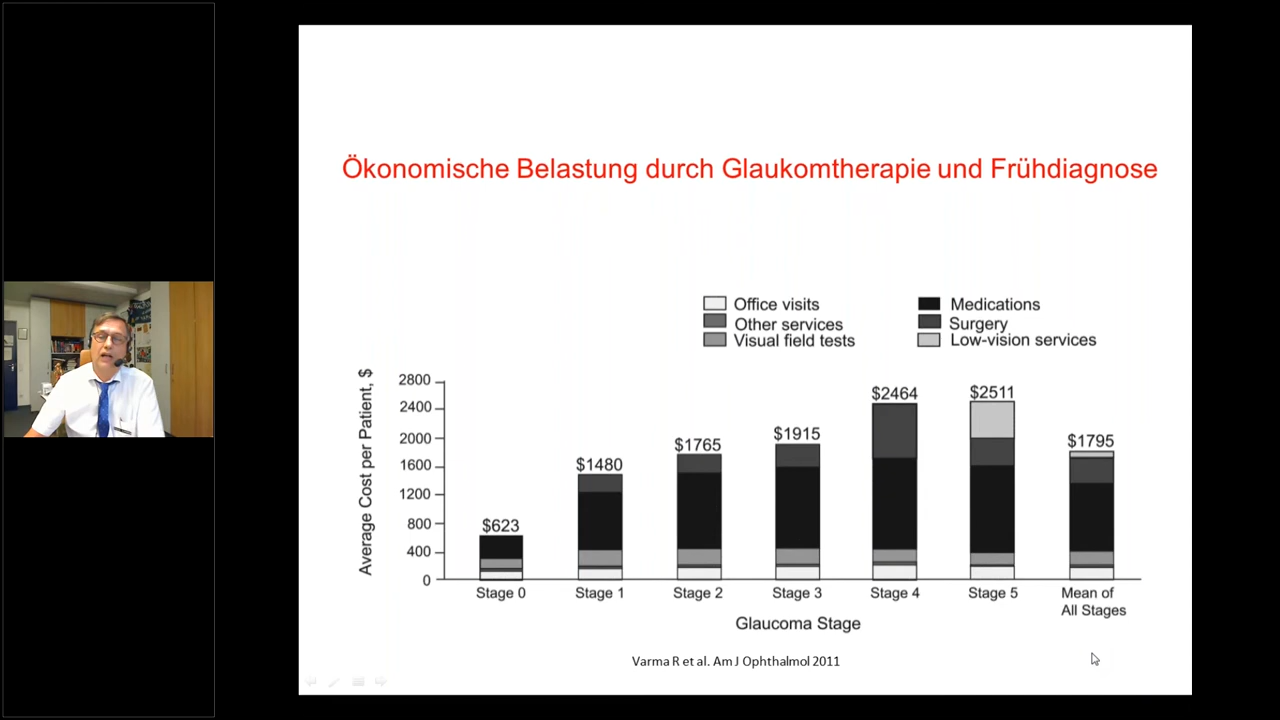 Ökonomische Belastung durch Glaukomtherapie und Frühdiagnose
Office visits
Other services
Visual field tests
Medications
Surgery
Low-vision services
Average Cost per Patient, $
2800
2400
2000
1600
1200
800
400
0
$623
$1480
$1765
$1915
$2464
$2511
$1795
Stage 0
Stage 1
Stage 2
Stage 3
Stage 4
Stage 5
Mean of
All Stages
Glaucoma Stage
Varma R et al. Am J Ophthalmol 2011